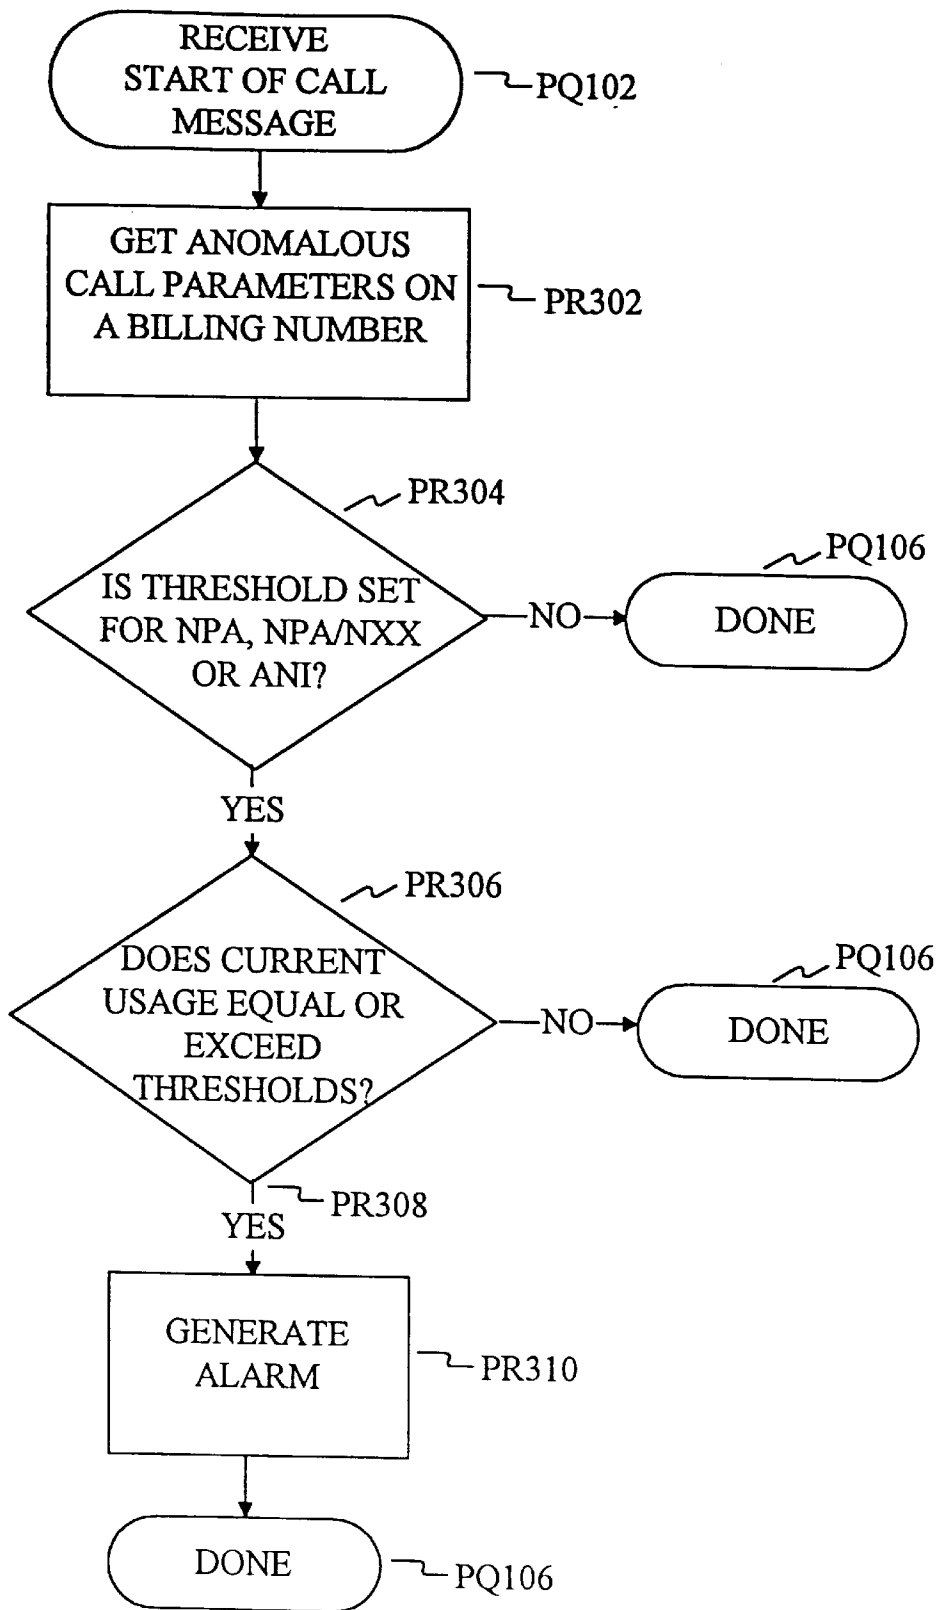 RECEIVE
START OF CALL
MESSAGE
PQ102
GET ANOMALOUS
CALL PARAMETERS ON
A BILLING NUMBER
PR302
PR304
IS THRESHOLD SET
FOR NPA, NPA/NXX
OR ANI?
NO
PQ106
DONE
YES
PR306
DOES CURRENT
USAGE EQUAL OR
EXCEED
THRESHOLDS?
NO
PQ106
DONE
PR308
YES
GENERATE
ALARM
PR310
DONE
PQ106